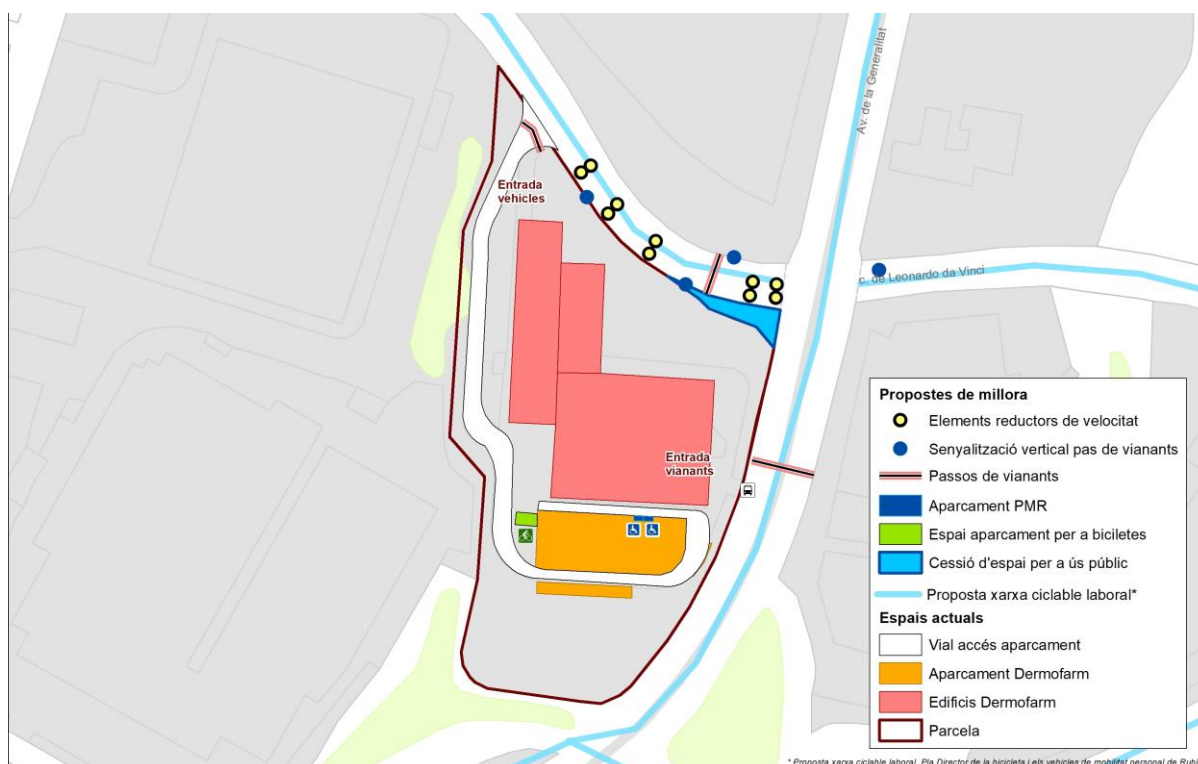 Av. de la Generalitat
Entrada
vehicles
c. de Leonardo da Vinci
Entrada
vianants
Propostes de millora
Elements reductors de velocitat
Senyalització vertical pas de vianants
Passos de vianants
Aparcament PMR
Espai aparcament per a biciletes
Cessió d'espai per a ús públic
Proposta xarxa ciclable laboral*
Espais actuals
Vial accés aparcament
Aparcament Dermofarm
Edificis Dermofarm
Parcela
* Proposta xarxa ciclable laboral. Pla Director de la bicicleta i els vehicles de mobilitat personal de Rubí